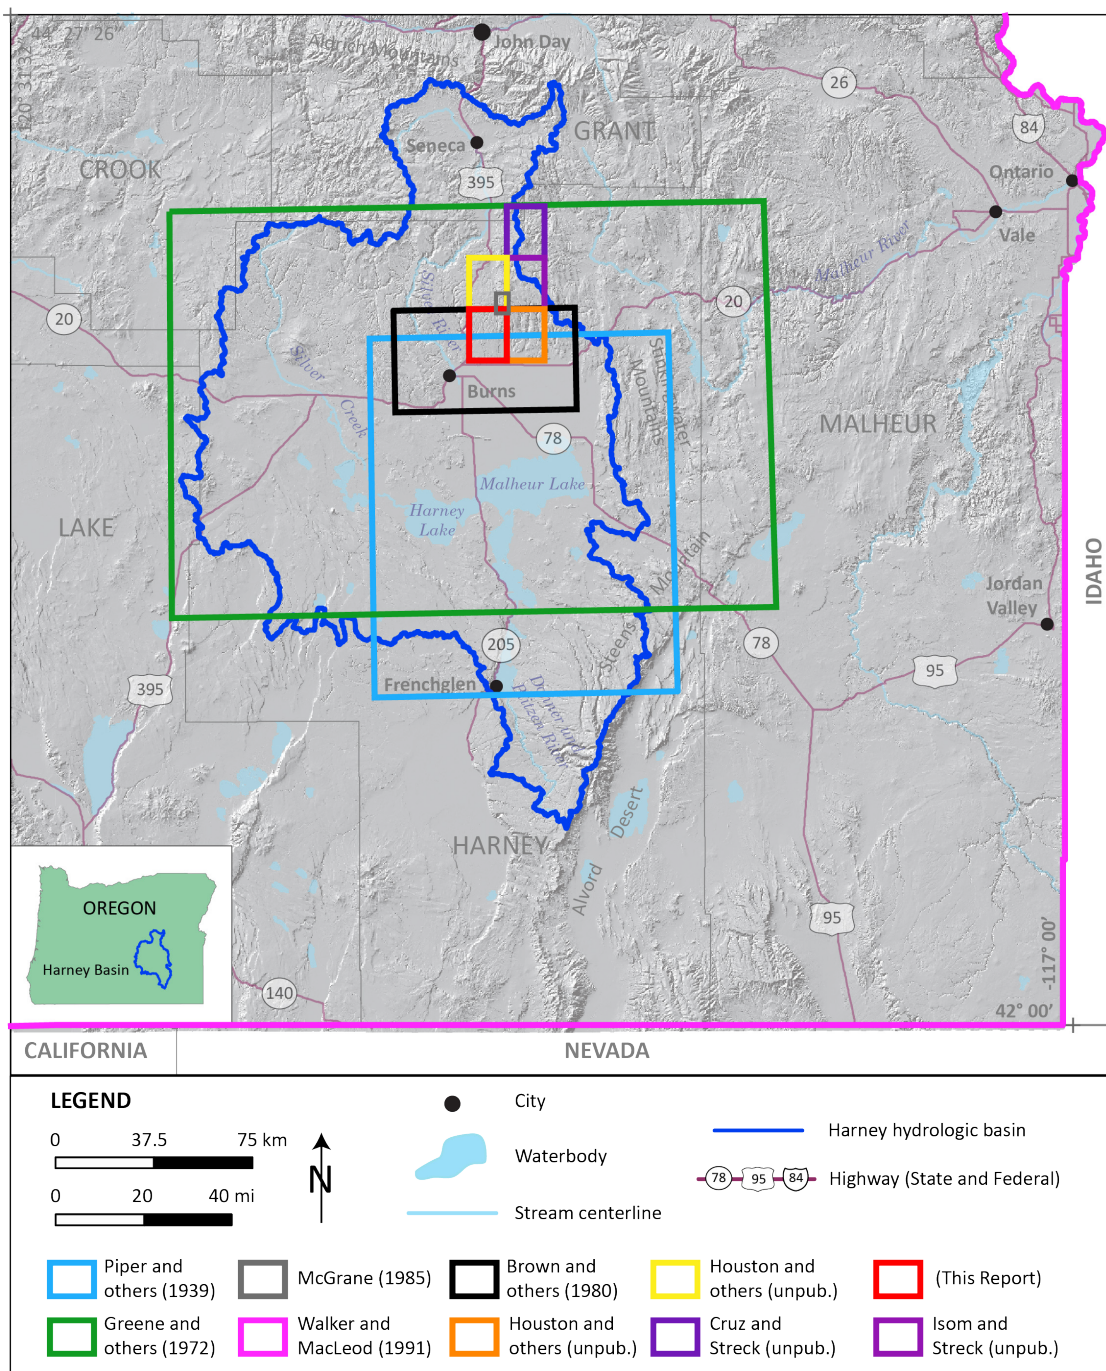 44° 27' 26"
120° 31' 32"
Aldrich Mountains
John Day
GRANT
26
84
Seneca
CROOK
395
Ontario
Vale
Malheur River
20
20
Silvies River
Silver
Creek
Burns
Stinkingwater
Mountains
MALHEUR
78
Malheur Lake
Harney
Lake
LAKE
IDAHO
Steens Mountain
Jordan
Valley
205
78
95
395
Frenchglen
Donner und
Blitzen River
Desert
Alvord
HARNEY
95
OREGON
Harney Basin
140
-117° 00'
42° 00'
CALIFORNIA
NEVADA
LEGEND
0 37.5 75 km
0 20 40 mi
N
City
Waterbody
Stream centerline
Harney hydrologic basin
78 95 84 Highway (State and Federal)
Piper and
others (1939)
McGrane (1985)
Brown and
others (1980)
Houston and
others (unpub.)
(This Report)
Greene and
others (1972)
Walker and
MacLeod (1991)
Houston and
others (unpub.)
Cruz and
Streck (unpub.)
Isom and
Streck (unpub.)